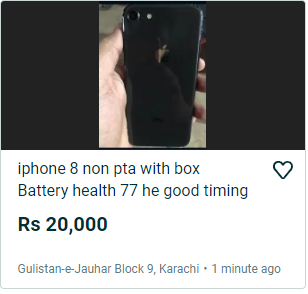 iphone 8 non pta with box
Battery health 77 he good timing
Rs 20,000
Gulistan-e-Jauhar Block 9, Karachi • 1 minute ago